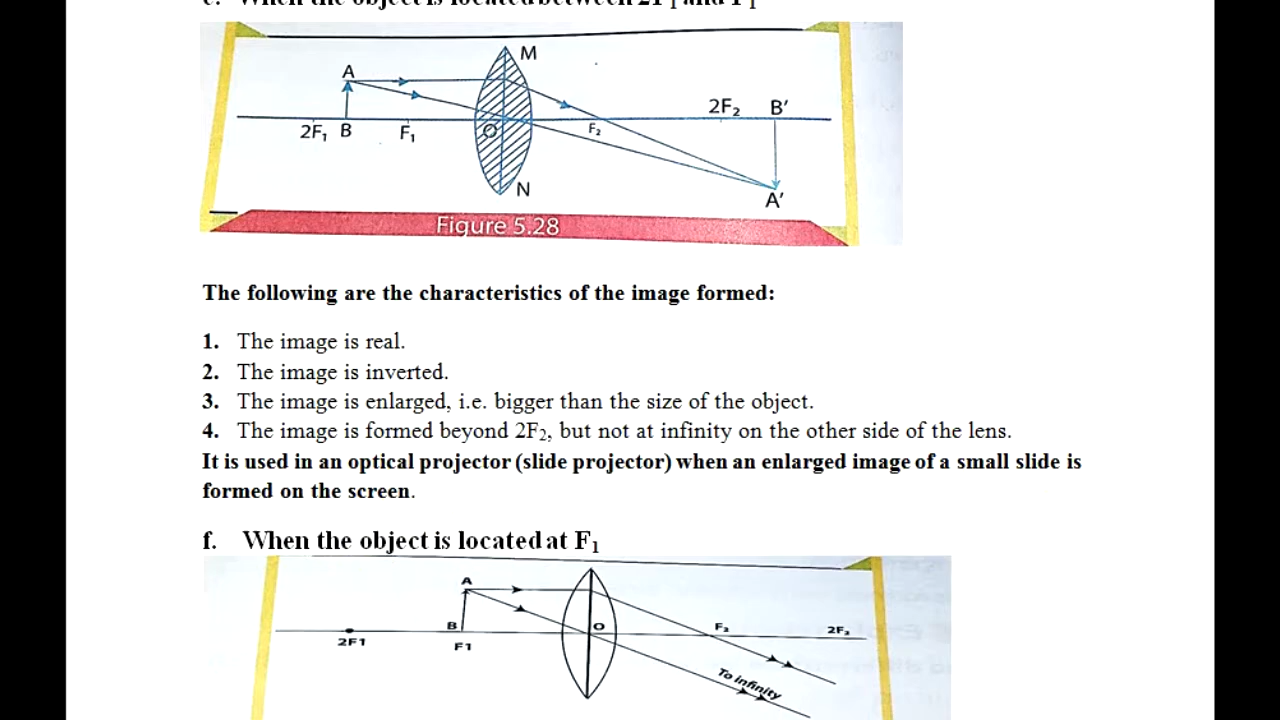 M
A
2F₂ B′
2F₁ B F₁ O F₂
N
A′
Figure 5.28
The following are the characteristics of the image formed:
1. The image is real.
2. The image is inverted.
3. The image is enlarged, i.e. bigger than the size of the object.
4. The image is formed beyond 2F₂, but not at infinity on the other side of the lens.
It is used in an optical projector (slide projector) when an enlarged image of a small slide is
formed on the screen.
f. When the object is located at F₁
A
B O F₂ 2F₂
2F1 F1
To infinity